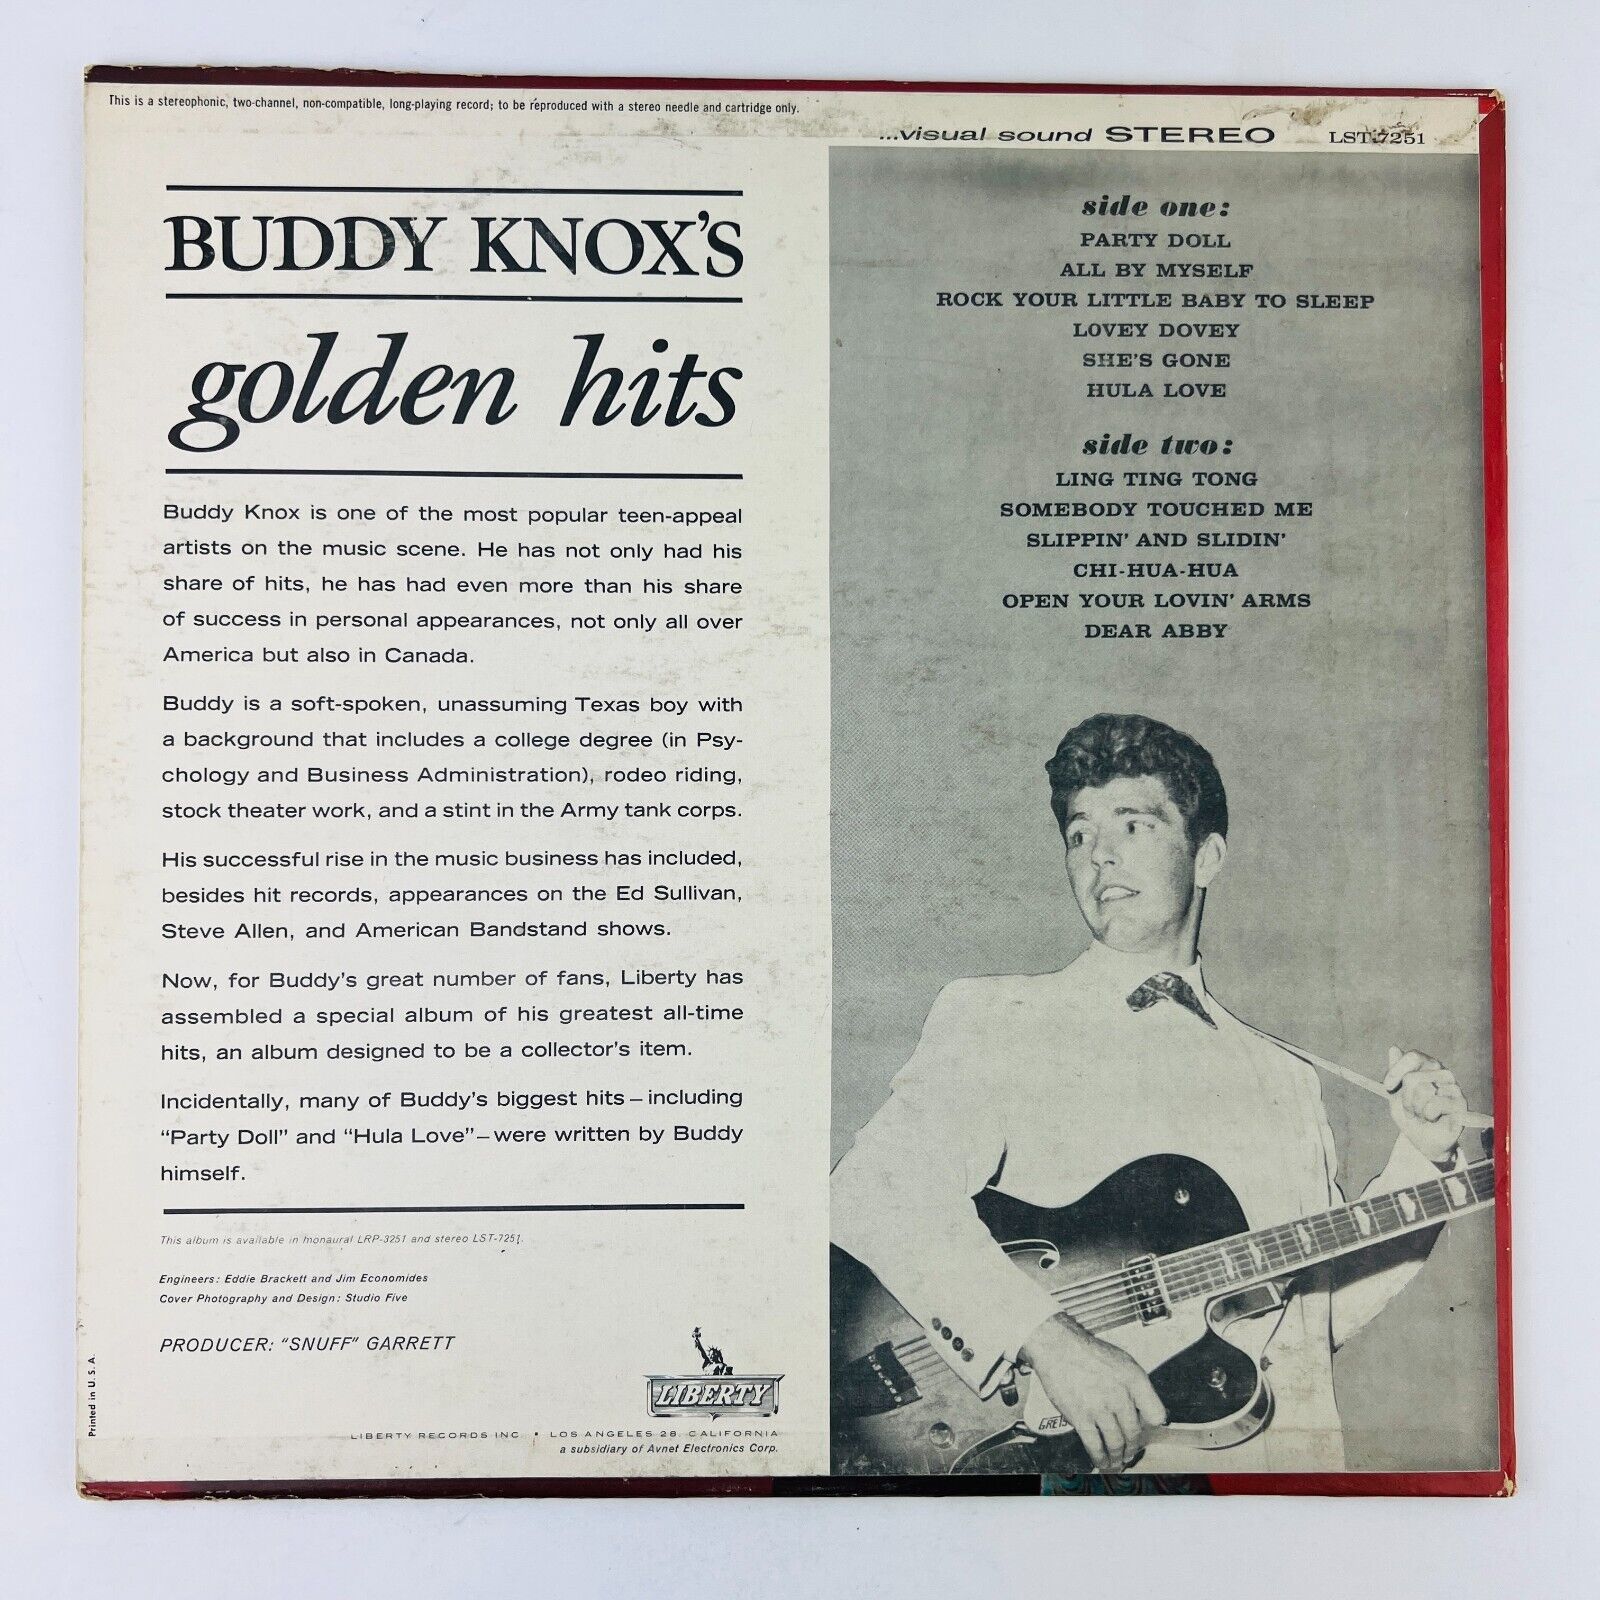 This is a stereophonic, two-channel, non-compatible, long-playing record; to be reproduced with a stereo needle and cartridge only.
...visual sound STEREO LST-7251
BUDDY KNOX'S
golden hits
Buddy Knox is one of the most popular teen-appeal
artists on the music scene. He has not only had his
share of hits, he has had even more than his share
of success in personal appearances, not only all over
America but also in Canada.
Buddy is a soft-spoken, unassuming Texas boy with
a background that includes a college degree (in Psy-
chology and Business Administration), rodeo riding,
stock theater work, and a stint in the Army tank corps.
His successful rise in the music business has included,
besides hit records, appearances on the Ed Sullivan,
Steve Allen, and American Bandstand shows.
Now, for Buddy's great number of fans, Liberty has
assembled a special album of his greatest all-time
hits, an album designed to be a collector's item.
Incidentally, many of Buddy's biggest hits – including
“Party Doll” and “Hula Love” – were written by Buddy
himself.
This album is available in monaural LRP-3251 and stereo LST-7251.
Engineers: Eddie Brackett and Jim Economides
Cover Photography and Design: Studio Five
PRODUCER: “SNUFF” GARRETT
Printed in U.S.A.
LIBERTY
LIBERTY RECORDS INC. • LOS ANGELES 28, CALIFORNIA
a subsidiary of Avnet Electronics Corp.
side one:
PARTY DOLL
ALL BY MYSELF
ROCK YOUR LITTLE BABY TO SLEEP
LOVEY DOVEY
SHE'S GONE
HULA LOVE
side two:
LING TING TONG
SOMEBODY TOUCHED ME
SLIPPIN' AND SLIDIN'
CHI-HUA-HUA
OPEN YOUR LOVIN' ARMS
DEAR ABBY